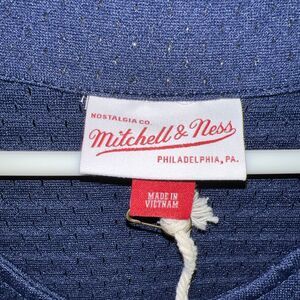 NOSTALGIA CO.
Mitchell & Ness
PHILADELPHIA, PA.
MADE IN
VIETNAM